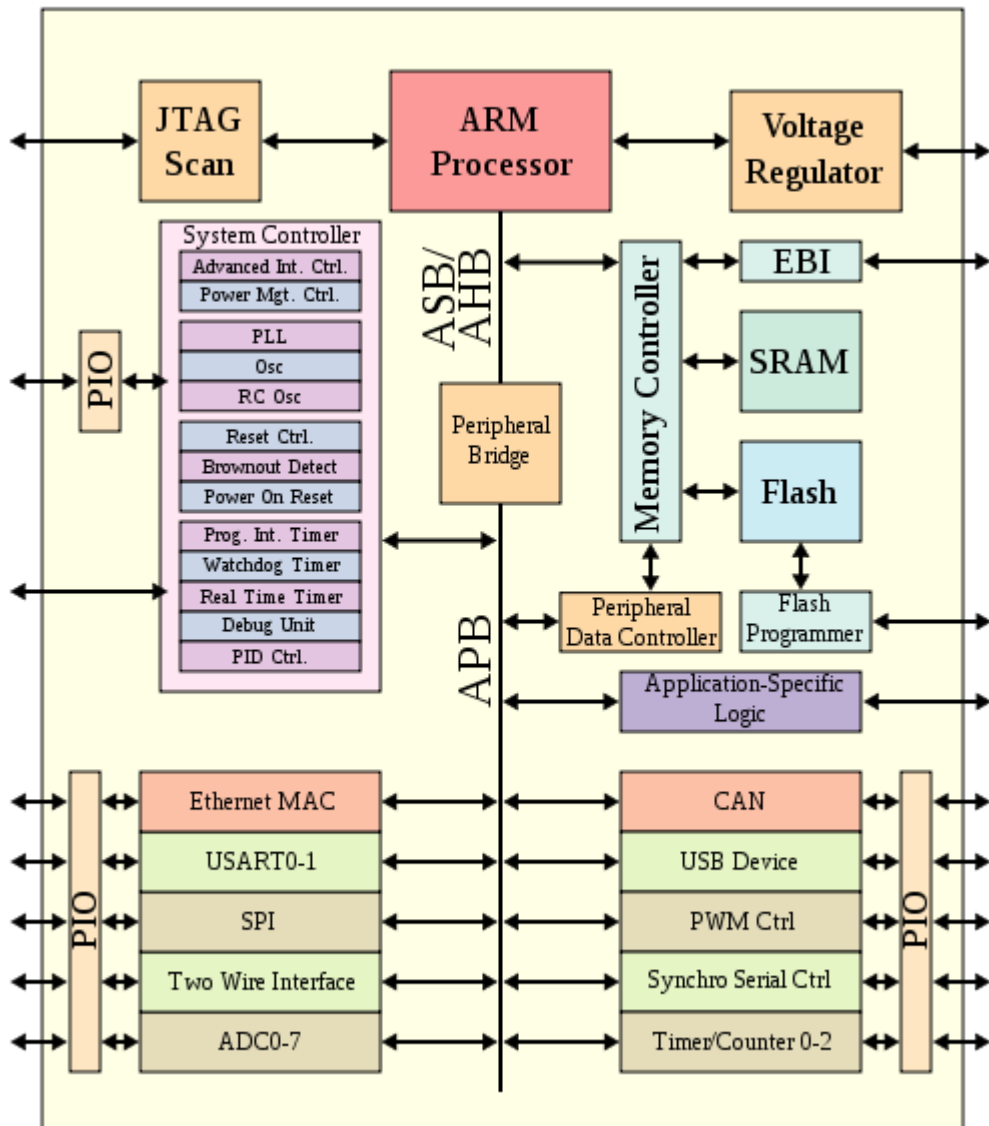 JTAG
Scan
ARM
Processor
Voltage
Regulator
System Controller
Advanced Int. Ctrl.
Power Mgt. Ctrl.
PLL
Osc
RC Osc
Reset Ctrl.
Brownout Detect
Power On Reset
Prog. Int. Timer
Watchdog Timer
Real Time Timer
Debug Unit
PID Ctrl.
PIO
ASB/
AHB
Peripheral
Bridge
APB
Memory Controller
EBI
SRAM
Flash
Peripheral
Data Controller
Flash
Programmer
Application-Specific
Logic
PIO
Ethernet MAC
USART0-1
SPI
Two Wire Interface
ADC0-7
CAN
USB Device
PWM Ctrl
Synchro Serial Ctrl
Timer/Counter 0-2
PIO